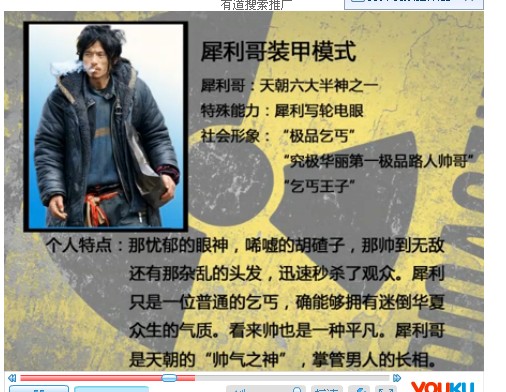 有道搜索推广
犀利哥装甲模式
犀利哥：天朝六大半神之一
特殊能力：犀利写轮电眼
社会形象：“极品乞丐”
“究极华丽第一极品路人帅哥”
“乞丐王子”
个人特点：那忧郁的眼神，唏嘘的胡碴子，那帅到无敌
还有那杂乱的头发，迅速秒杀了观众。犀利
只是一位普通的乞丐，确能够拥有迷倒华夏
众生的气质。看来帅也是一种平凡。犀利哥
是天朝的“帅气之神”，掌管男人的长相。
YOUKU